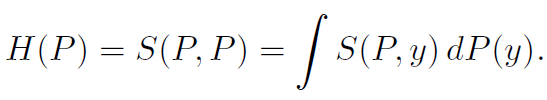 H(P) = S(P, P) = ∫ S(P, y) dP(y).